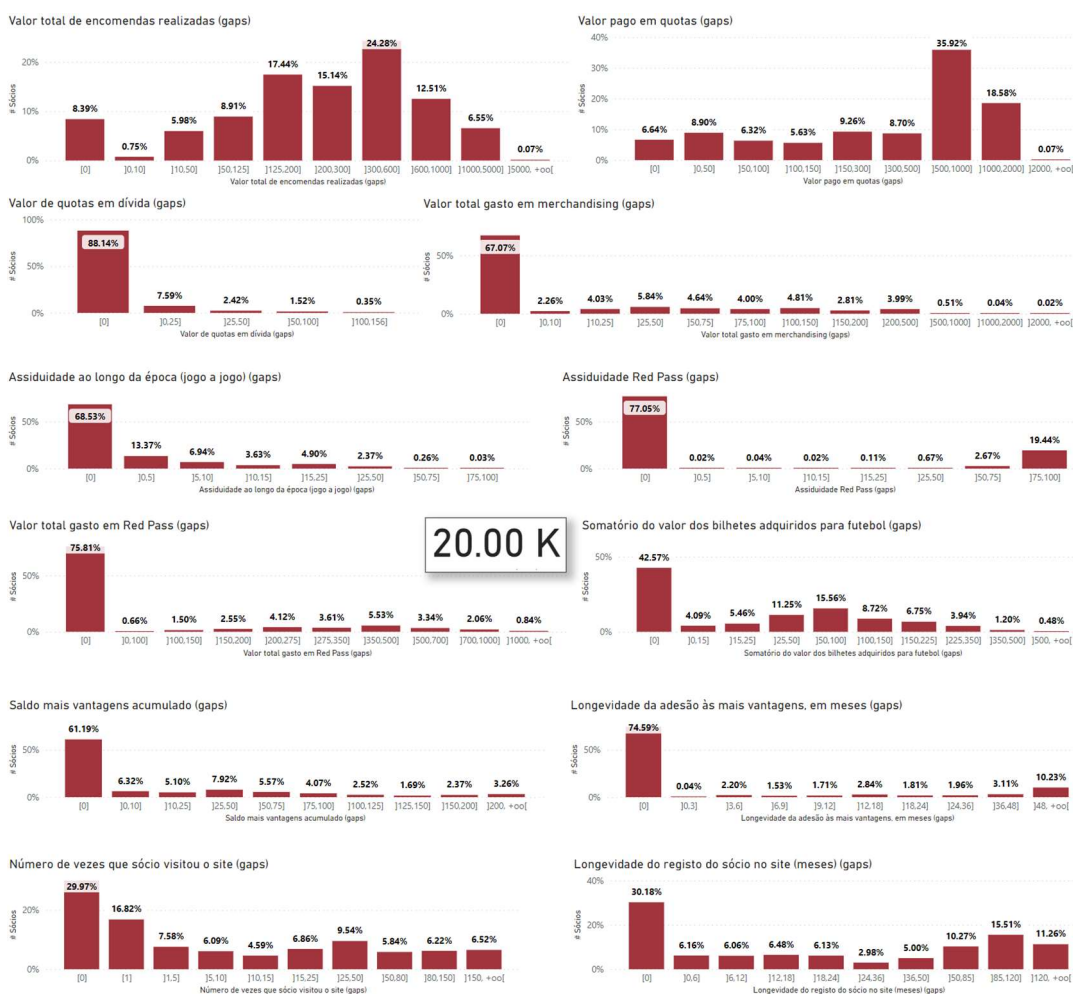 Valor total de encomendas realizadas (gaps)
# Sócios
20%
10%
0%
8.39% 0.75% 5.98% 8.91% 17.44% 15.14% 24.28% 12.51% 6.55% 0.07%
[0] ]0,10] ]10,50] ]50,125] ]125,200] ]200,300] ]300,600] ]600,1000] ]1000,5000] ]5000, +oo[
Valor total de encomendas realizadas (gaps)
Valor pago em quotas (gaps)
# Sócios
40%
30%
20%
10%
0%
6.64% 8.90% 6.32% 5.63% 9.26% 8.70% 35.92% 18.58% 0.07%
[0] ]0,50] ]50,100] ]100,150] ]150,300] ]300,500] ]500,1000] ]1000,2000] ]2000, +oo[
Valor pago em quotas (gaps)
Valor de quotas em dívida (gaps)
# Sócios
100%
50%
0%
88.14% 7.59% 2.42% 1.52% 0.35%
[0] ]0,25] ]25,50] ]50,100] ]100,156]
Valor de quotas em dívida (gaps)
Valor total gasto em merchandising (gaps)
# Sócios
50%
0%
67.07% 2.26% 4.03% 5.84% 4.64% 4.00% 4.81% 2.81% 3.99% 0.51% 0.04% 0.02%
[0] ]0,10] ]10,25] ]25,50] ]50,75] ]75,100] ]100,150] ]150,200] ]200,500] ]500,1000] ]1000,2000] ]2000, +oo[
Valor total gasto em merchandising (gaps)
Assiduidade ao longo da época (jogo a jogo) (gaps)
# Sócios
50%
0%
68.53% 13.37% 6.94% 3.63% 4.90% 2.37% 0.26% 0.03%
[0] ]0,5] ]5,10] ]10,15] ]15,25] ]25,50] ]50,75] ]75,100]
Assiduidade ao longo da época (jogo a jogo) (gaps)
Assiduidade Red Pass (gaps)
# Sócios
50%
0%
77.05% 0.02% 0.04% 0.02% 0.11% 0.67% 2.67% 19.44%
[0] ]0,5] ]5,10] ]10,15] ]15,25] ]25,50] ]50,75] ]75,100]
Assiduidade Red Pass (gaps)
Valor total gasto em Red Pass (gaps)
# Sócios
50%
0%
75.81% 0.66% 1.50% 2.55% 4.12% 3.61% 5.53% 3.34% 2.06% 0.84%
[0] ]0,100] ]100,150] ]150,200] ]200,275] ]275,350] ]350,500] ]500,700] ]700,1000] ]1000, +oo[
Valor total gasto em Red Pass (gaps)
20.00 K
Somatório do valor dos bilhetes adquiridos para futebol (gaps)
# Sócios
50%
0%
42.57% 4.09% 5.46% 11.25% 15.56% 8.72% 6.75% 3.94% 1.20% 0.48%
[0] ]0,15] ]15,25] ]25,50] ]50,100] ]100,150] ]150,225] ]225,350] ]350,500] ]500, +oo[
Somatório do valor dos bilhetes adquiridos para futebol (gaps)
Saldo mais vantagens acumulado (gaps)
# Sócios
50%
0%
61.19% 6.32% 5.10% 7.92% 5.57% 4.07% 2.52% 1.69% 2.37% 3.26%
[0] ]0,10] ]10,25] ]25,50] ]50,75] ]75,100] ]100,125] ]125,150] ]150,200] ]200, +oo[
Saldo mais vantagens acumulado (gaps)
Longevidade da adesão às mais vantagens, em meses (gaps)
# Sócios
50%
0%
74.59% 0.04% 2.20% 1.53% 1.71% 2.84% 1.81% 1.96% 3.11% 10.23%
[0] ]0,3] ]3,6] ]6,9] ]9,12] ]12,18] ]18,24] ]24,36] ]36,48] ]48, +oo[
Longevidade da adesão às mais vantagens, em meses (gaps)
Número de vezes que sócio visitou o site (gaps)
# Sócios
20%
0%
29.97% 16.82% 7.58% 6.09% 4.59% 6.86% 9.54% 5.84% 6.22% 6.52%
[0] [1] ]1,5] ]5,10] ]10,15] ]15,25] ]25,50] ]50,80] ]80,150] ]150, +oo[
Número de vezes que sócio visitou o site (gaps)
Longevidade do registo do sócio no site (meses) (gaps)
# Sócios
40%
20%
0%
30.18% 6.16% 6.06% 6.48% 6.13% 2.98% 5.00% 10.27% 15.51% 11.26%
[0] ]0,6] ]6,12] ]12,18] ]18,24] ]24,36] ]36,50] ]50,85] ]85,120] ]120, +oo[
Longevidade do registo do sócio no site (meses) (gaps)